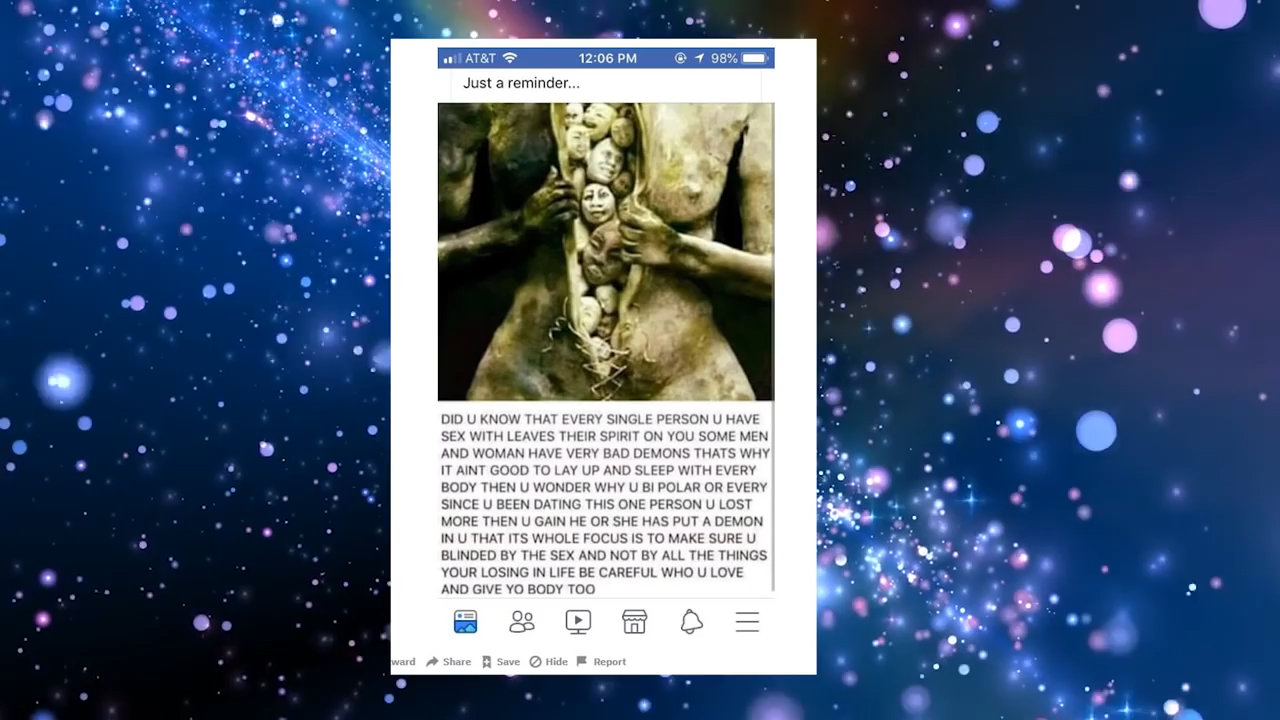 AT&T 12:06 PM 98%
Just a reminder...
DID U KNOW THAT EVERY SINGLE PERSON U HAVE
SEX WITH LEAVES THEIR SPIRIT ON YOU SOME MEN
AND WOMAN HAVE VERY BAD DEMONS THATS WHY
IT AINT GOOD TO LAY UP AND SLEEP WITH EVERY
BODY THEN U WONDER WHY U BI POLAR OR EVERY
SINCE U BEEN DATING THIS ONE PERSON U LOST
MORE THEN U GAIN HE OR SHE HAS PUT A DEMON
IN U THAT ITS WHOLE FOCUS IS TO MAKE SURE U
BLINDED BY THE SEX AND NOT BY ALL THE THINGS
YOUR LOSING IN LIFE BE CAREFUL WHO U LOVE
AND GIVE YO BODY TOO
ward Share Save Hide Report